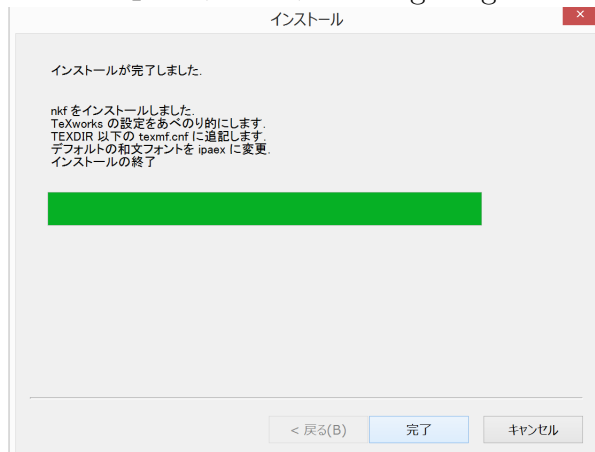 インストール
インストールが完了しました.
nkf をインストールしました.
TeXworks の設定をあべのり的にします.
TEXDIR 以下の texmf.cnf に追記します.
デフォルトの和文フォントを ipaex に変更.
インストールの終了
< 戻る(B)
完了
キャンセル